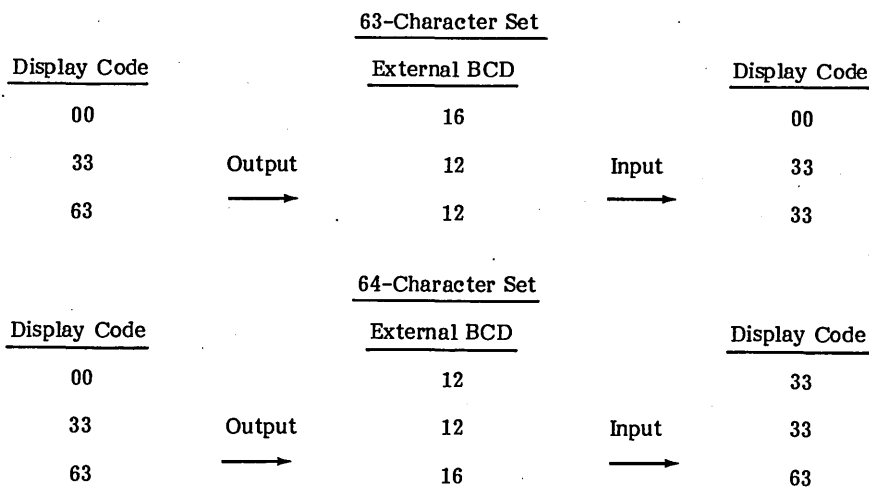 63-Character Set
Display Code External BCD Display Code
00 16 00
33 Output 12 Input 33
63 12 33
64-Character Set
Display Code External BCD Display Code
00 12 33
33 Output 12 Input 33
63 16 63